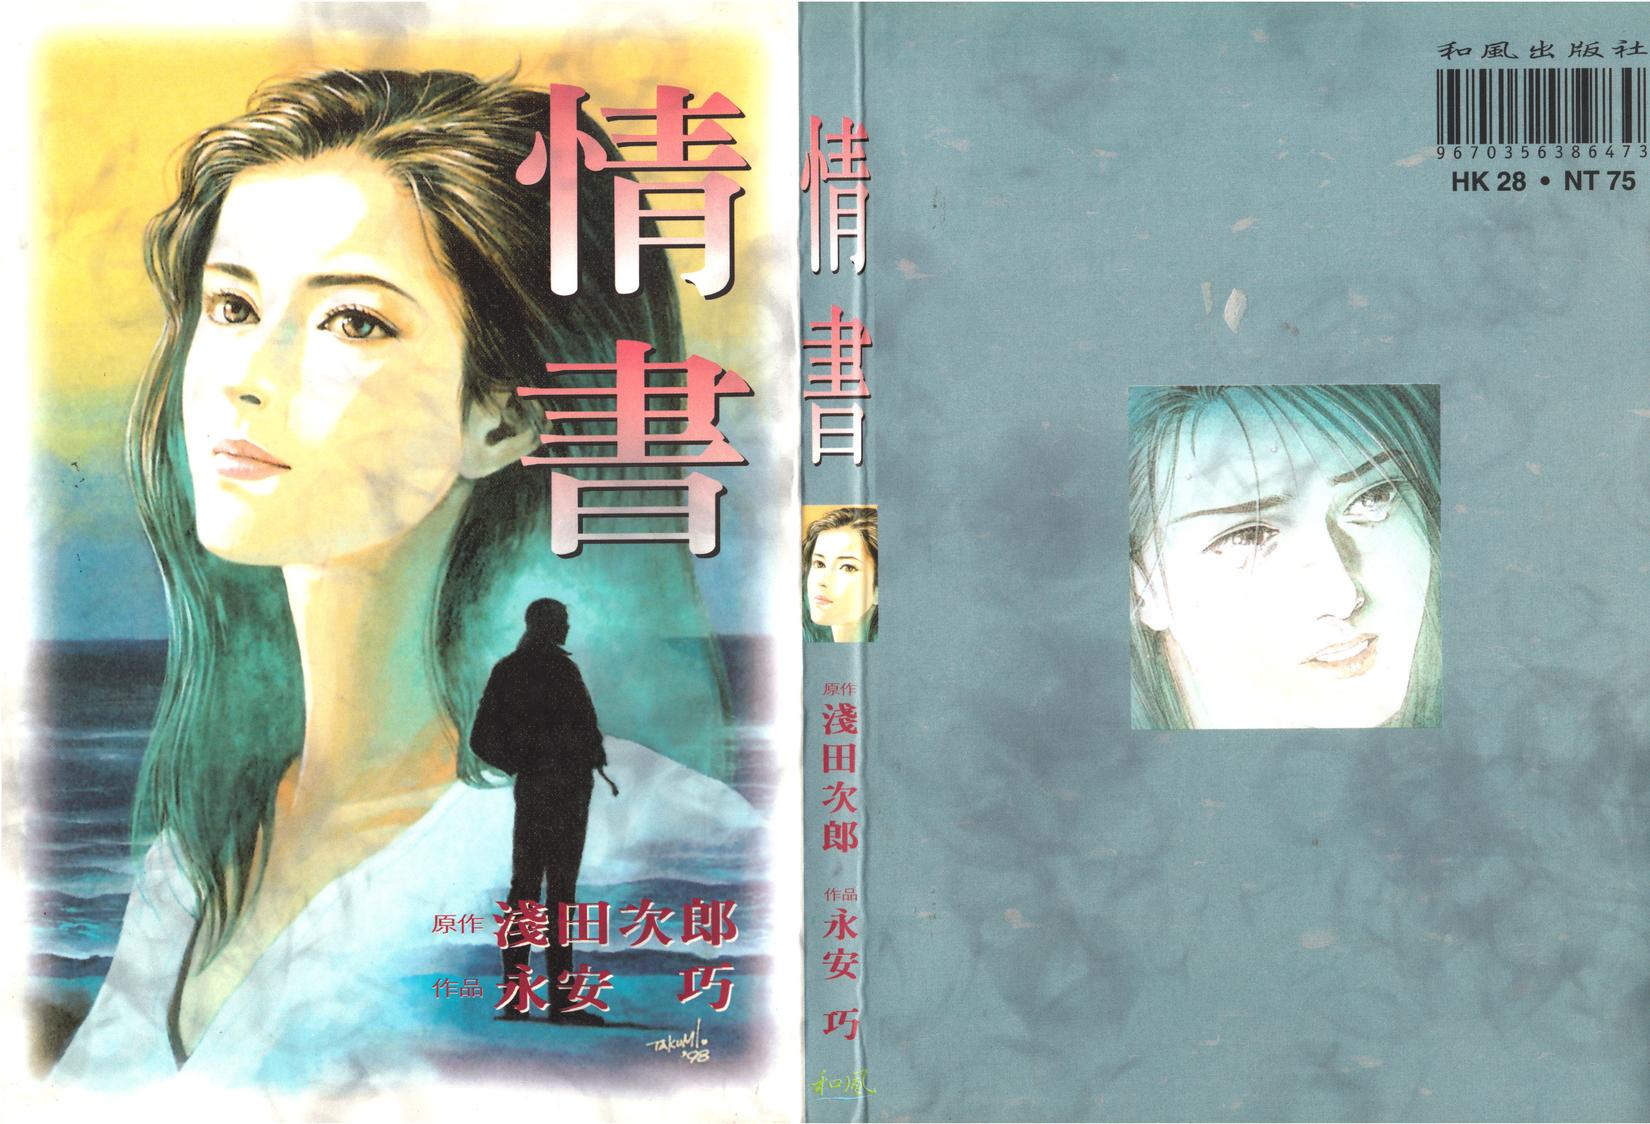 情書
原作 淺田次郎
作品 永安 巧
TAKUMI.
'98
情書
原作
淺田次郎
作品
永安 巧
和風
和風出版社
9670356386473
HK 28 • NT 75